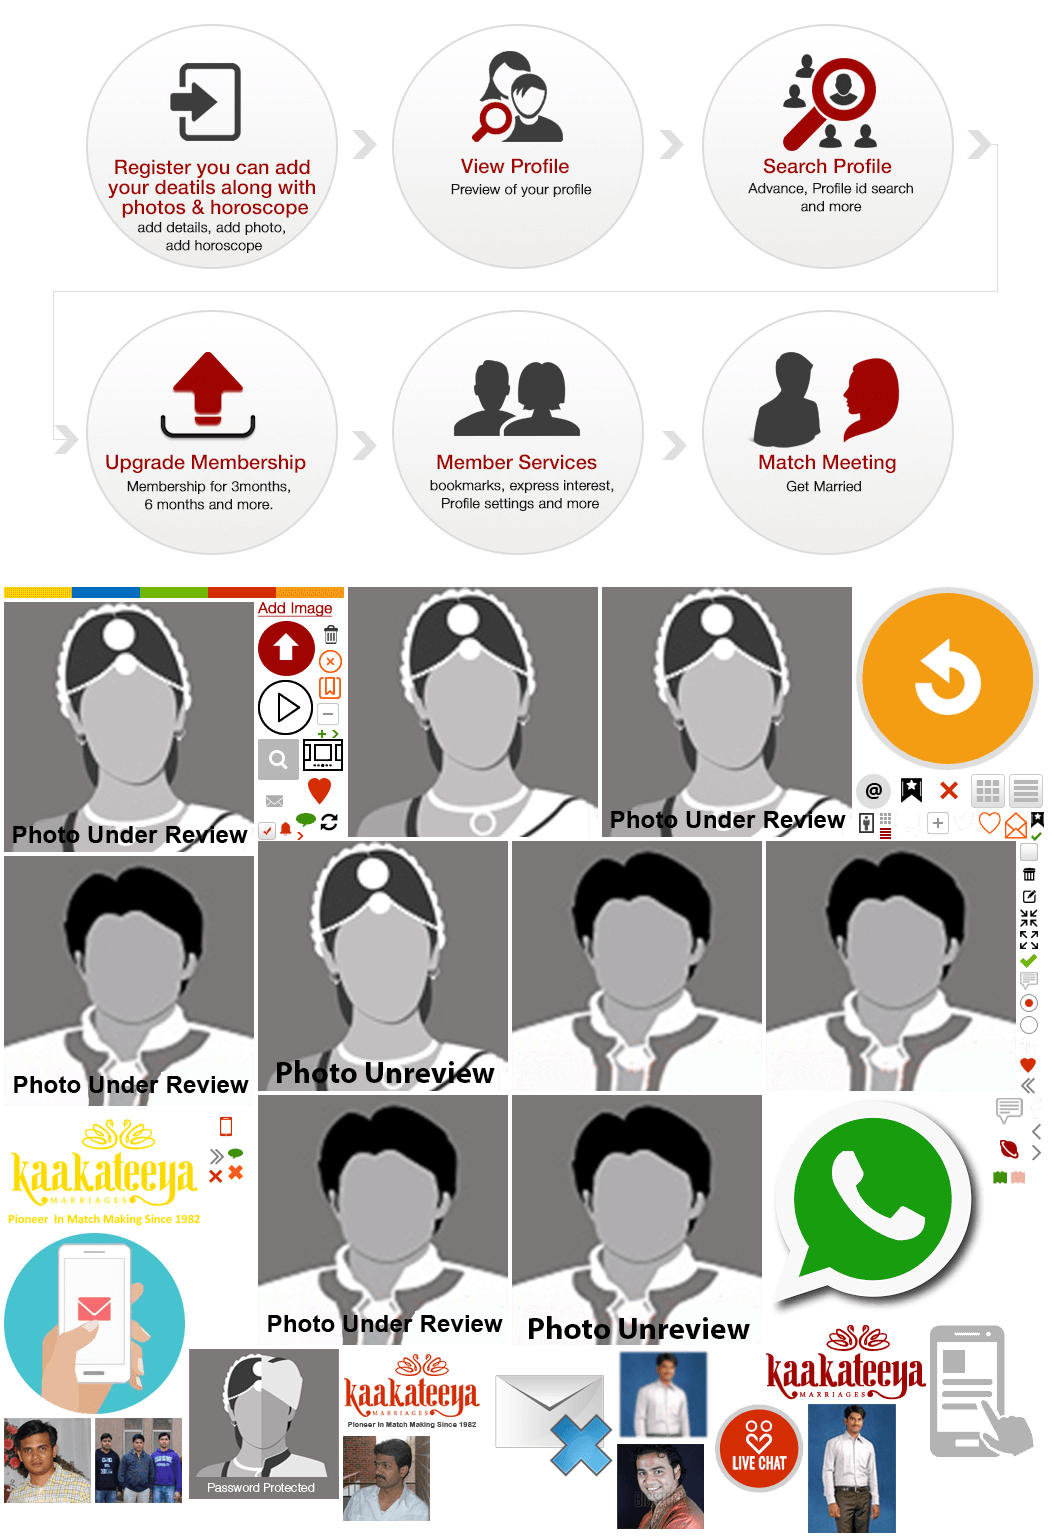 Register you can add
your deatils along with
photos & horoscope
add details, add photo,
add horoscope
View Profile
Preview of your profile
Search Profile
Advance, Profile id search
and more
Upgrade Membership
Membership for 3months,
6 months and more.
Member Services
bookmarks, express interest,
Profile settings and more
Match Meeting
Get Married
Add Image
Photo Under Review
Photo Under Review
@
Photo Under Review
Photo Unreview
kaakateeya
MARRIAGES
Pioneer In Match Making Since 1982
Photo Under Review
Photo Unreview
Password Protected
kaakateeya
MARRIAGES
Pioneer In Match Making Since 1982
kaakateeya
MARRIAGES
LIVE CHAT